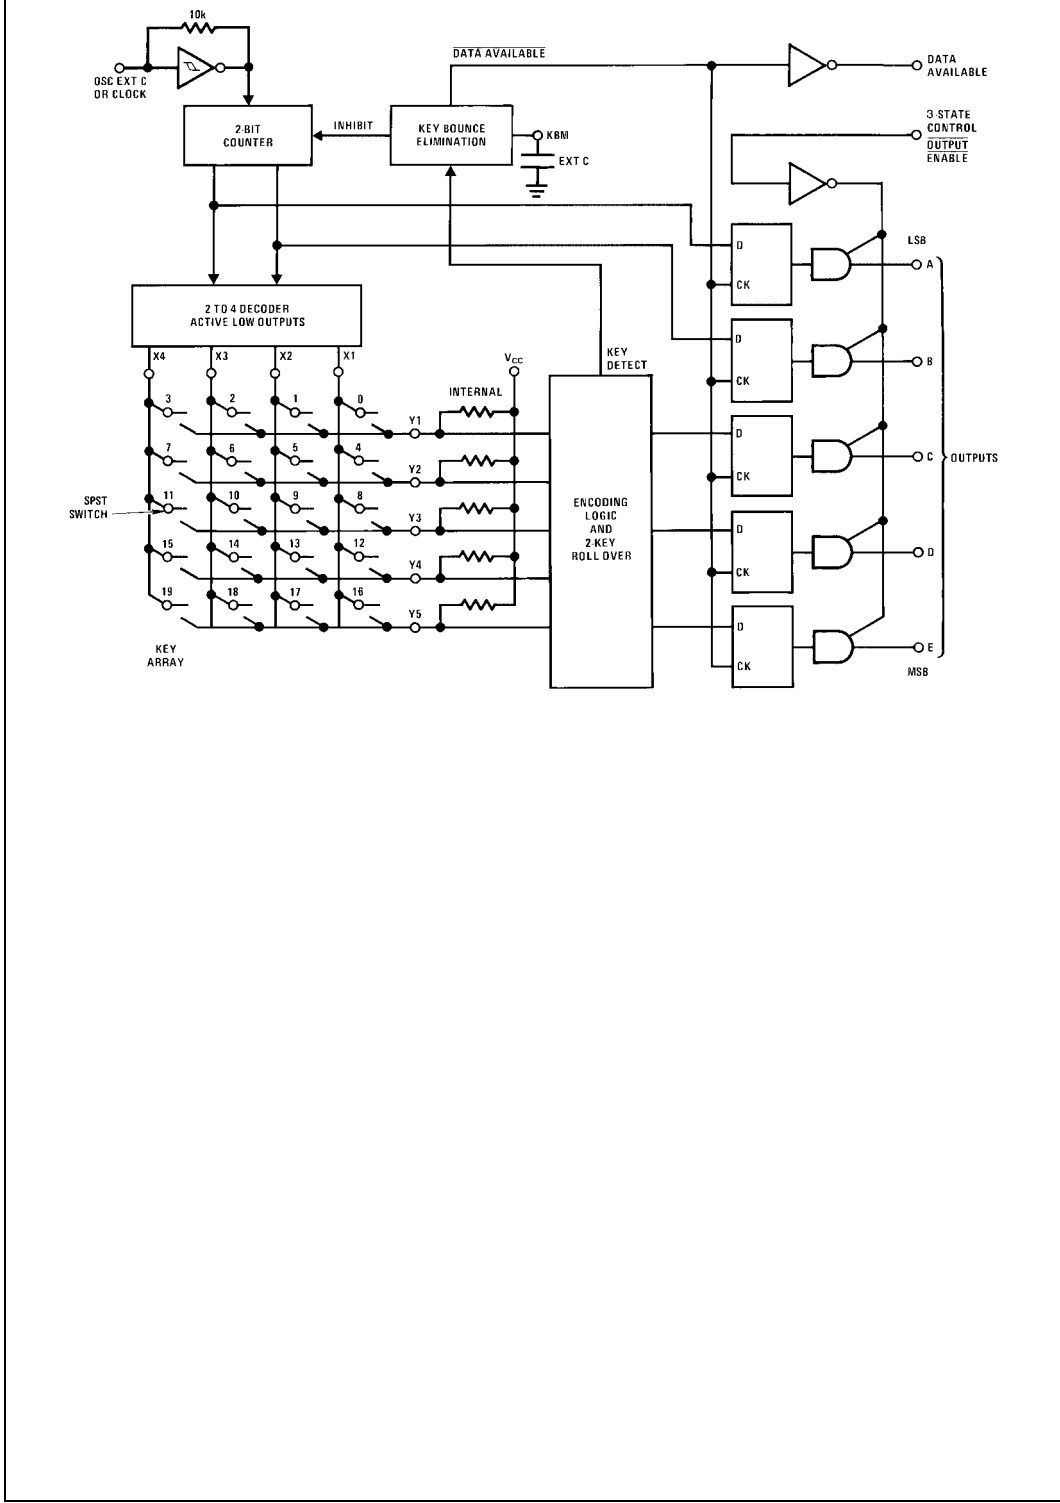 10k
OSC EXT C
OR CLOCK
DATA AVAILABLE
DATA
AVAILABLE
2-BIT
COUNTER
INHIBIT
KEY BOUNCE
ELIMINATION
KBM
EXT C
3-STATE
CONTROL
OUTPUT
ENABLE
2 TO 4 DECODER
ACTIVE LOW OUTPUTS
X4 X3 X2 X1
VCC
KEY
DETECT
INTERNAL
3 2 1 0 Y1
7 6 5 4 Y2
11 10 9 8 Y3
15 14 13 12 Y4
19 18 17 16 Y5
SPST
SWITCH
KEY
ARRAY
ENCODING
LOGIC
AND
2-KEY
ROLL OVER
D
CK
D
CK
D
CK
D
CK
D
CK
LSB
A
B
C
D
E
MSB
OUTPUTS